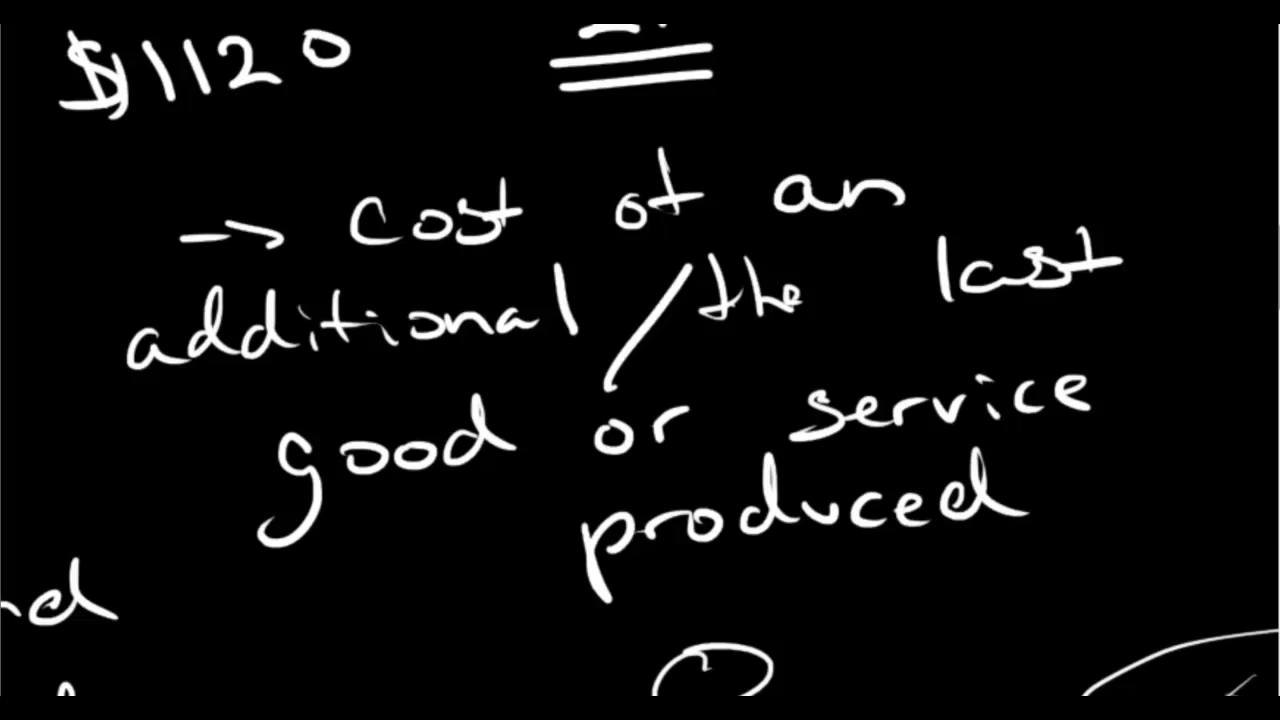 $1120
-> cost of an
additional / the last
good or service
produced